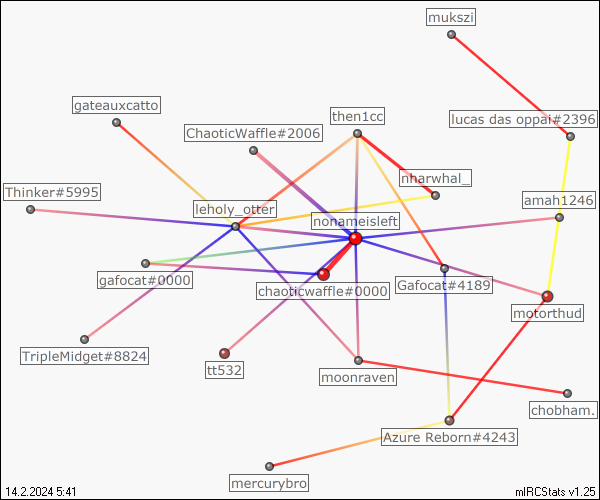 mukszi
gateauxcatto
then1cc
lucas das oppai#2396
ChaoticWaffle#2006
nharwhal_
Thinker#5995
amah1246
leholy_otter
nonameisleft
gafocat#0000
chaoticwaffle#0000
Gafocat#4189
motorthud
TripleMidget#8824
tt532
moonraven
chobham.
Azure Reborn#4243
mercurybro
14.2.2024 5:41
mIRCStats v1.25